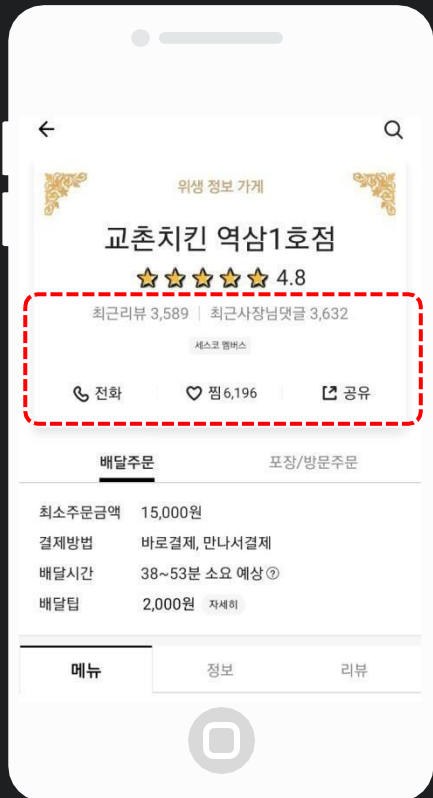 위생 정보 가게
교촌치킨 역삼1호점
4.8
최근리뷰 3,589 | 최근사장님댓글 3,632
세스코 멤버스
전화 찜6,196 공유
배달주문 포장/방문주문
최소주문금액 15,000원
결제방법 바로결제, 만나서결제
배달시간 38~53분 소요 예상?
배달팁 2,000원 자세히
메뉴 정보 리뷰